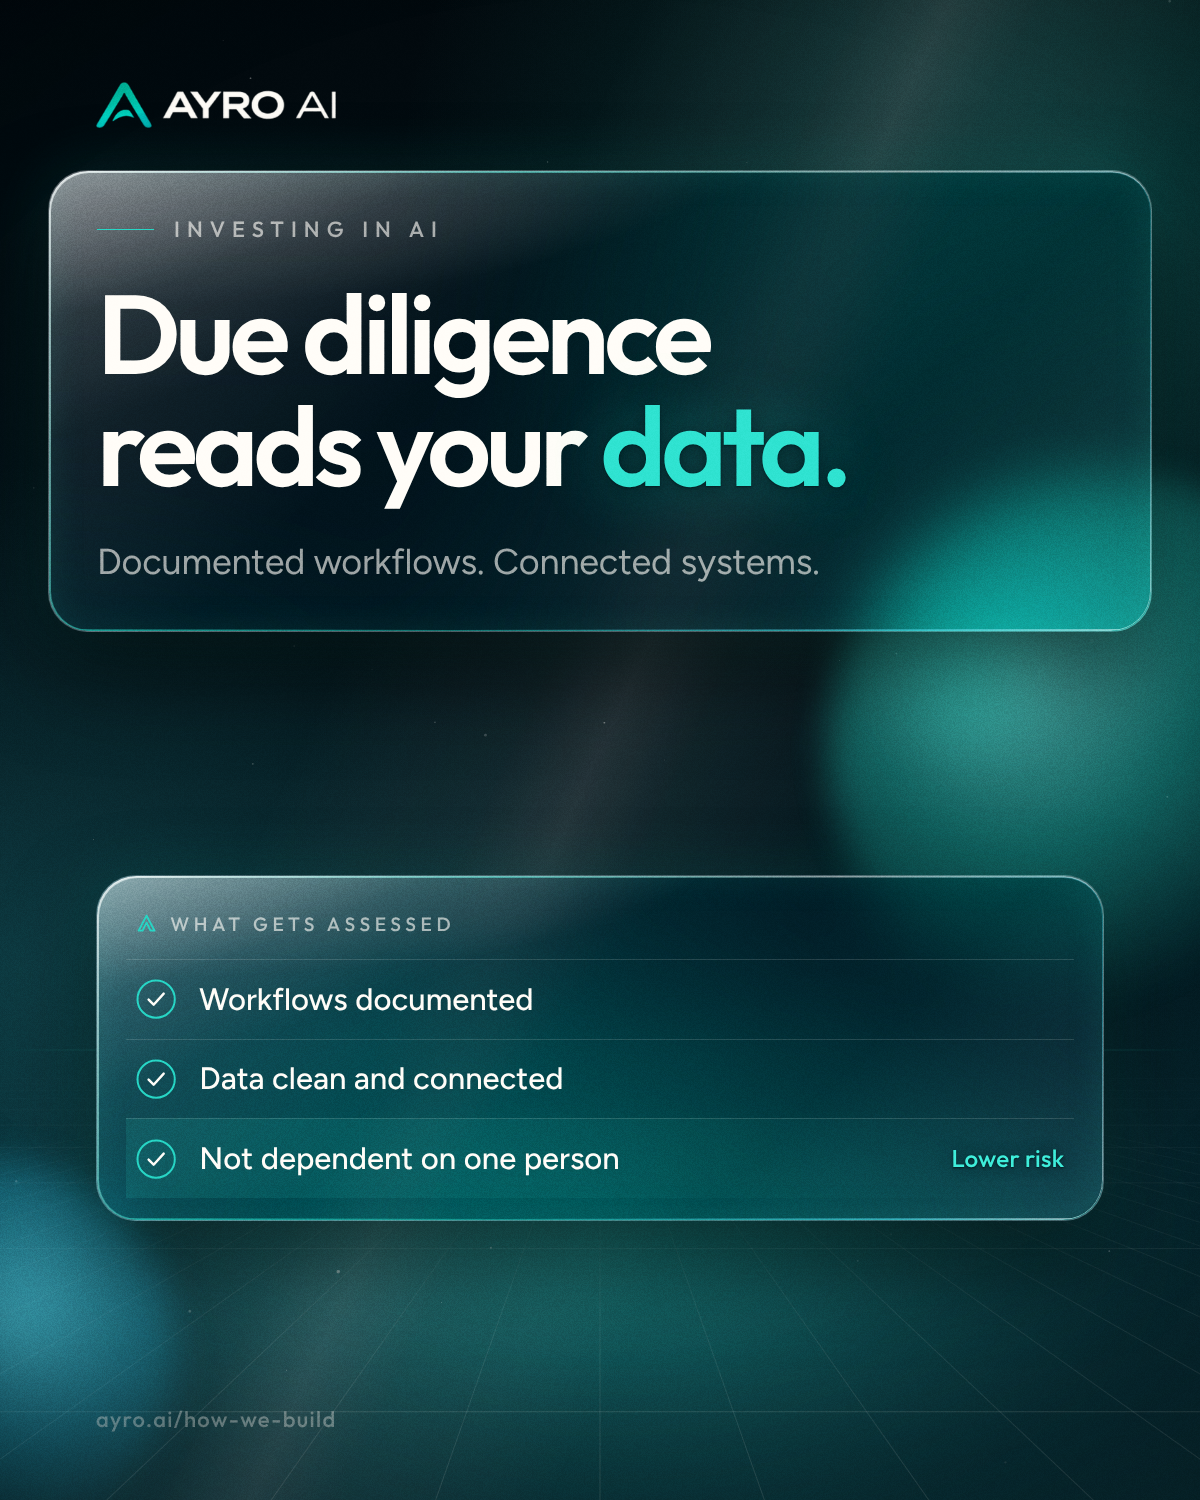 AYRO AI
INVESTING IN AI
Due diligence
reads your data.
Documented workflows. Connected systems.
WHAT GETS ASSESSED
Workflows documented
Data clean and connected
Not dependent on one person Lower risk
ayro.ai/how-we-build